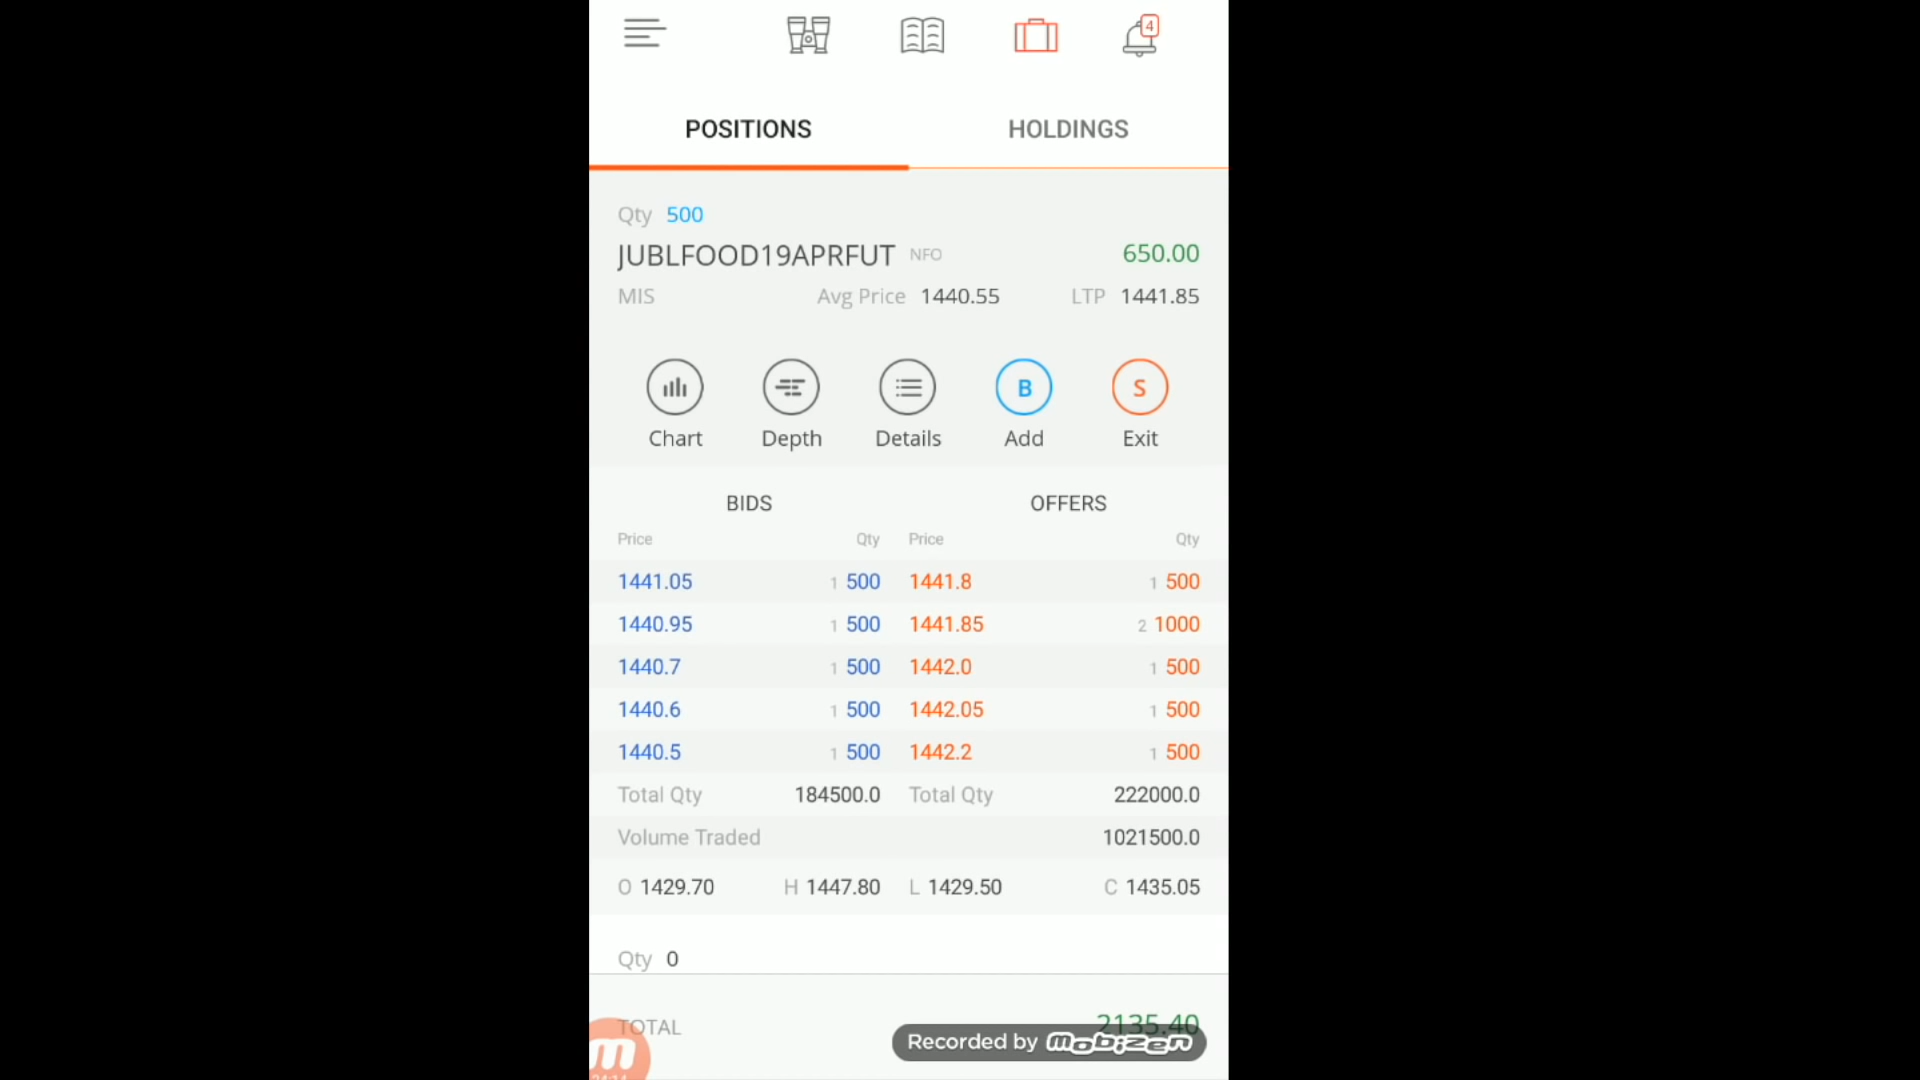 4
POSITIONS HOLDINGS
Qty 500
JUBLFOOD19APRFUT NFO 650.00
MIS Avg Price 1440.55 LTP 1441.85
B S
Chart Depth Details Add Exit
BIDS OFFERS
Price Qty Price Qty
1441.05 1 500 1441.8 1 500
1440.95 1 500 1441.85 2 1000
1440.7 1 500 1442.0 1 500
1440.6 1 500 1442.05 1 500
1440.5 1 500 1442.2 1 500
Total Qty 184500.0 Total Qty 222000.0
Volume Traded 1021500.0
O 1429.70 H 1447.80 L 1429.50 C 1435.05
Qty 0
TOTAL 2135.40
Recorded by mobizen
m